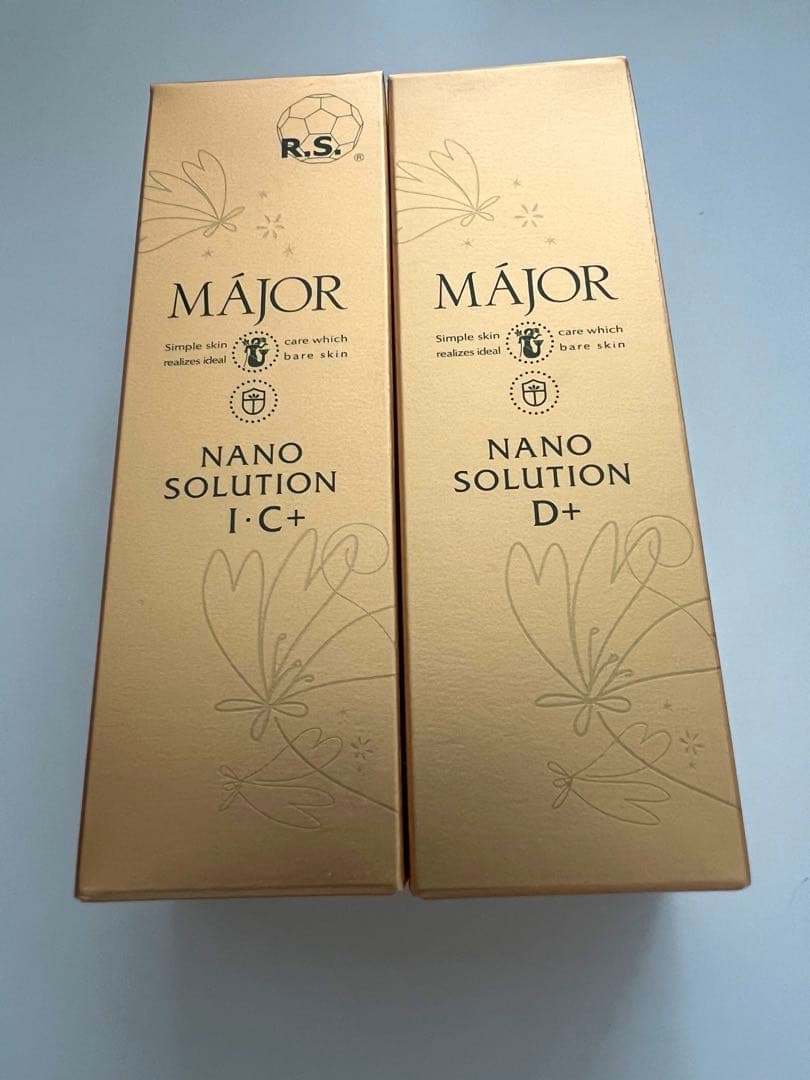 R.S.®
MÁJOR
Simple skin care which
realizes ideal bare skin
NANO
SOLUTION
I·C+
MÁJOR
Simple skin care which
realizes ideal bare skin
NANO
SOLUTION
D+